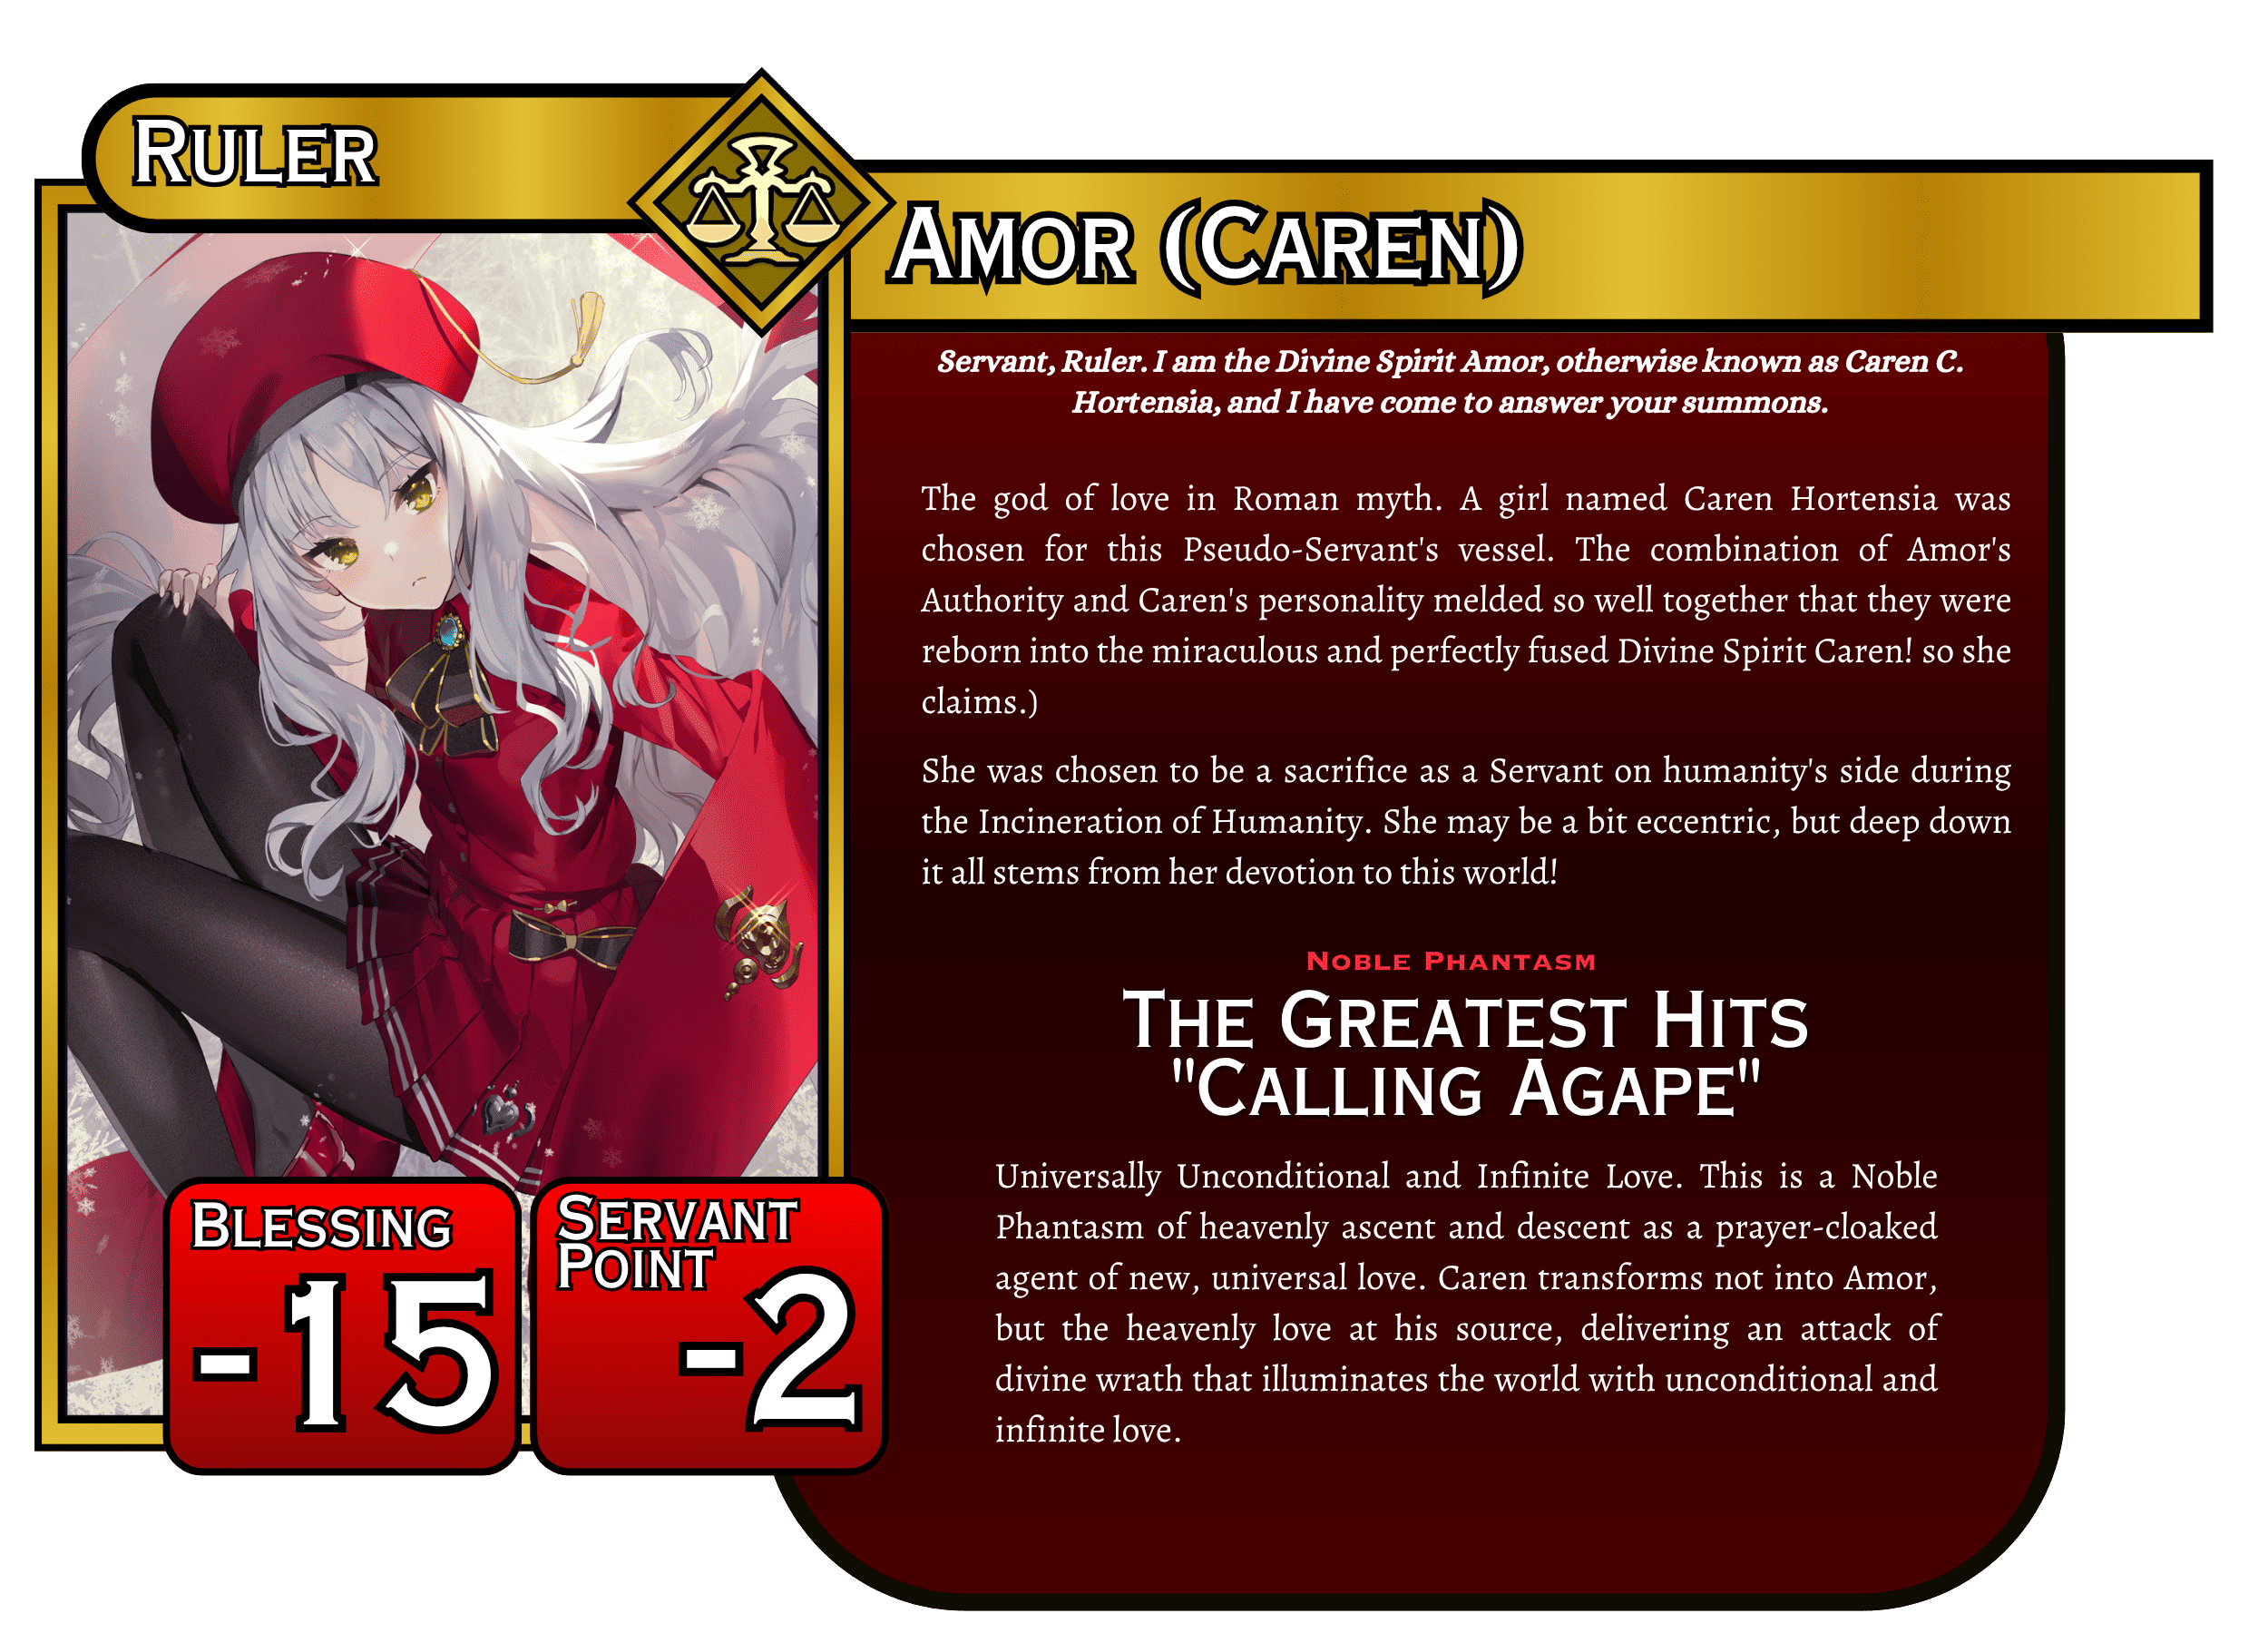 RULER
AMOR (CAREN)
Servant, Ruler. I am the Divine Spirit Amor, otherwise known as Caren C.
Hortensia, and I have come to answer your summons.
The god of love in Roman myth. A girl named Caren Hortensia was
chosen for this Pseudo-Servant's vessel. The combination of Amor's
Authority and Caren's personality melded so well together that they were
reborn into the miraculous and perfectly fused Divine Spirit Caren! so she
claims.)
She was chosen to be a sacrifice as a Servant on humanity's side during
the Incineration of Humanity. She may be a bit eccentric, but deep down
it all stems from her devotion to this world!
NOBLE PHANTASM
THE GREATEST HITS
"CALLING AGAPE"
Universally Unconditional and Infinite Love. This is a Noble
Phantasm of heavenly ascent and descent as a prayer-cloaked
agent of new, universal love. Caren transforms not into Amor,
but the heavenly love at his source, delivering an attack of
divine wrath that illuminates the world with unconditional and
infinite love.
BLESSING
-15
SERVANT
POINT
-2